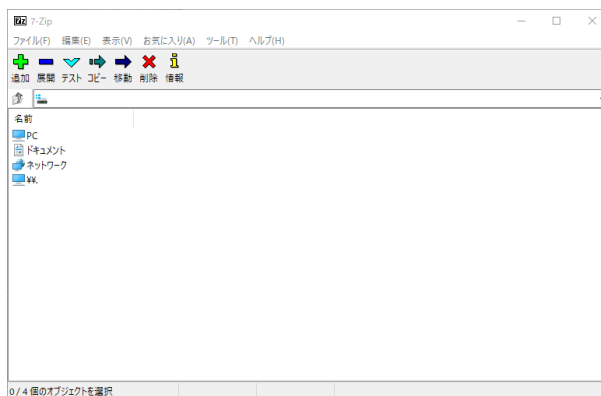 7z 7-Zip
ファイル(F) 編集(E) 表示(V) お気に入り(A) ツール(T) ヘルプ(H)
追加 展開 テスト コピー 移動 削除 情報
名前
PC
ドキュメント
ネットワーク
¥¥.
0 / 4 個のオブジェクトを選択